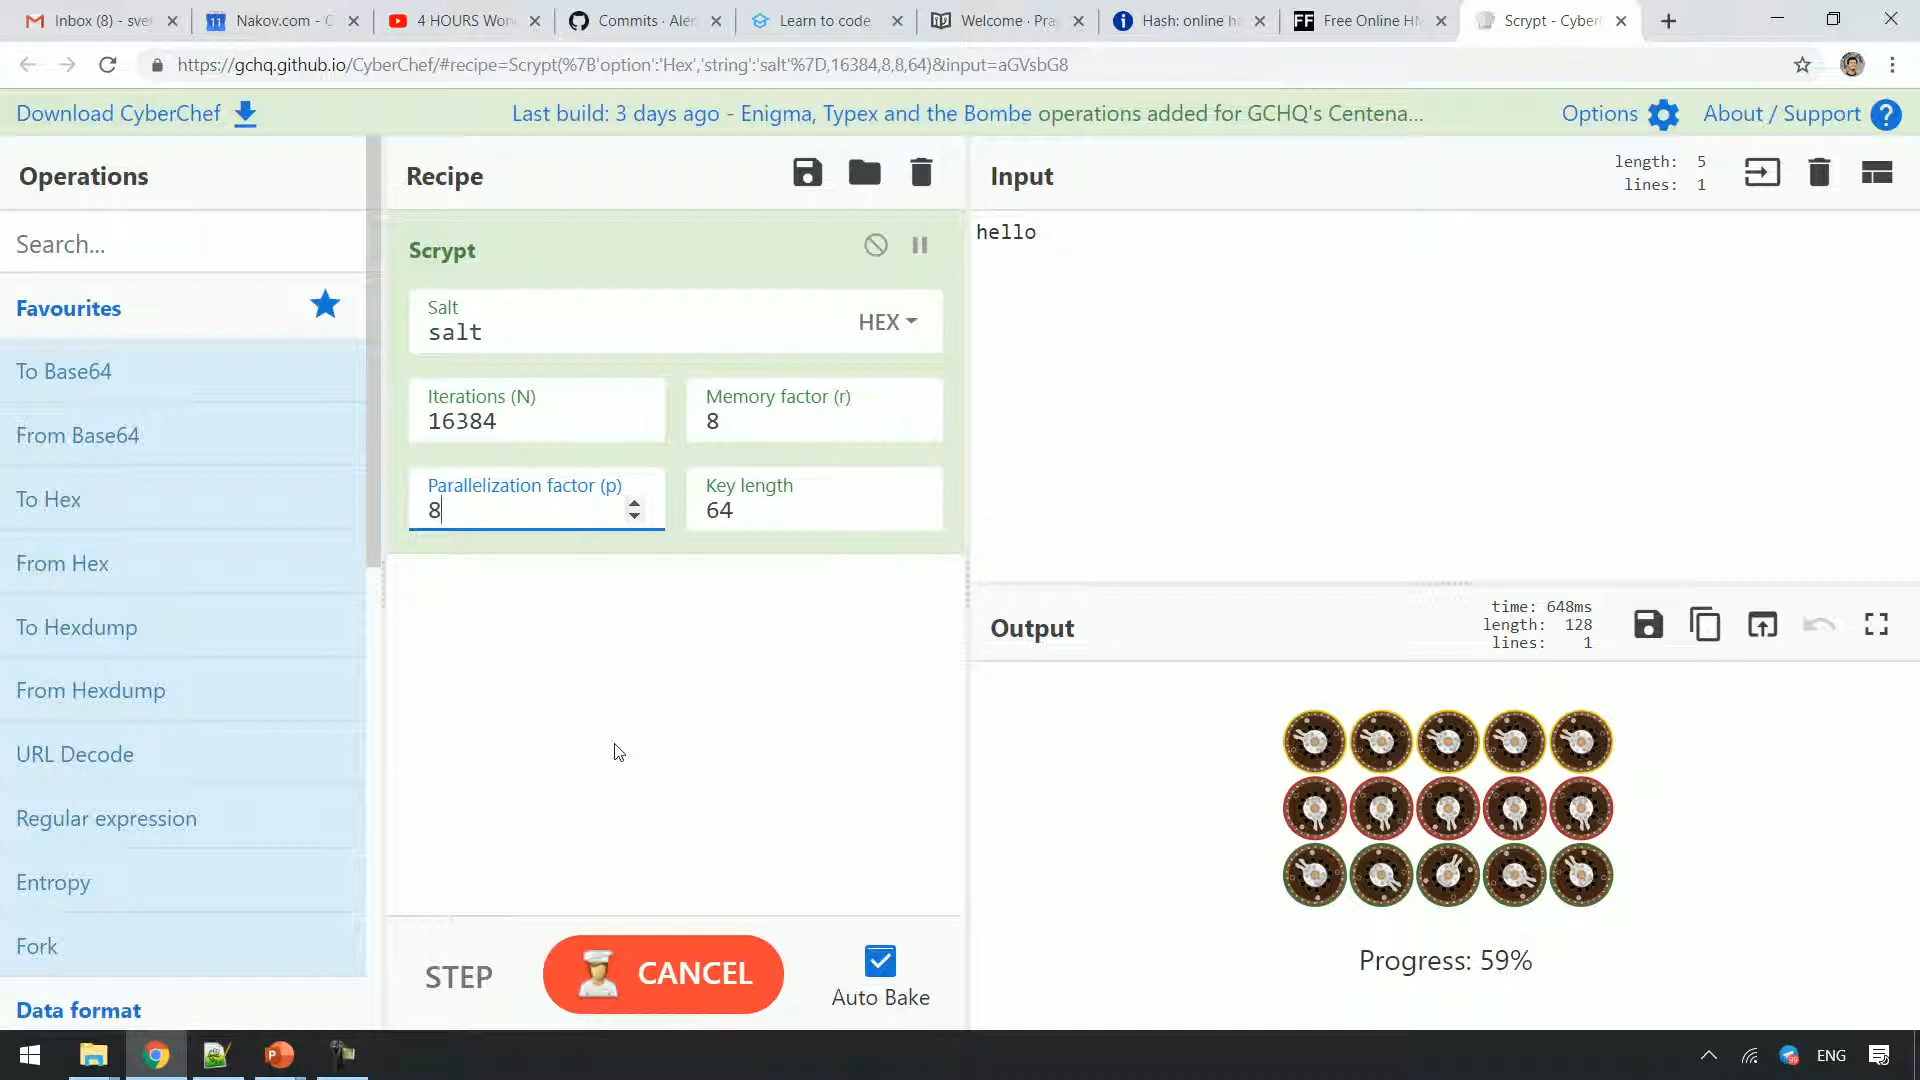 Inbox (8) - sve
Nakov.com - C
4 HOURS Won
Commits · Aler
Learn to code
Welcome · Pra
Hash: online h
Free Online HM
Scrypt - Cyber
https://gchq.github.io/CyberChef/#recipe=Scrypt(%7B'option':'Hex','string':'salt'%7D,16384,8,8,64)&input=aGVsbG8
Download CyberChef
Last build: 3 days ago - Enigma, Typex and the Bombe operations added for GCHQ's Centena...
Options
About / Support
Operations
Search...
Favourites
To Base64
From Base64
To Hex
From Hex
To Hexdump
From Hexdump
URL Decode
Regular expression
Entropy
Fork
Data format
Recipe
Scrypt
Salt
salt
HEX
Iterations (N)
16384
Memory factor (r)
8
Parallelization factor (p)
8
Key length
64
STEP
CANCEL
Auto Bake
Input
length: 5
lines: 1
hello
Output
time: 648ms
length: 128
lines: 1
Progress: 59%
ENG